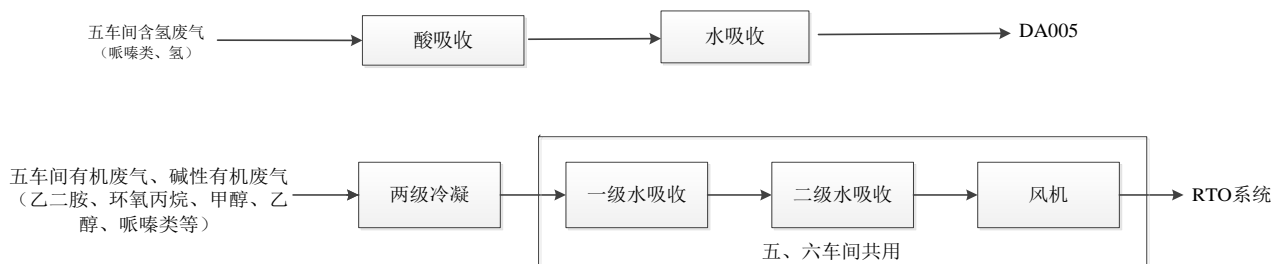 五车间含氢废气
（哌嗪类、氢）
酸吸收
水吸收
DA005
五车间有机废气、碱性有机废气
（乙二胺、环氧丙烷、甲醇、乙
醇、哌嗪类等）
两级冷凝
一级水吸收
二级水吸收
风机
RTO系统
五、六车间共用